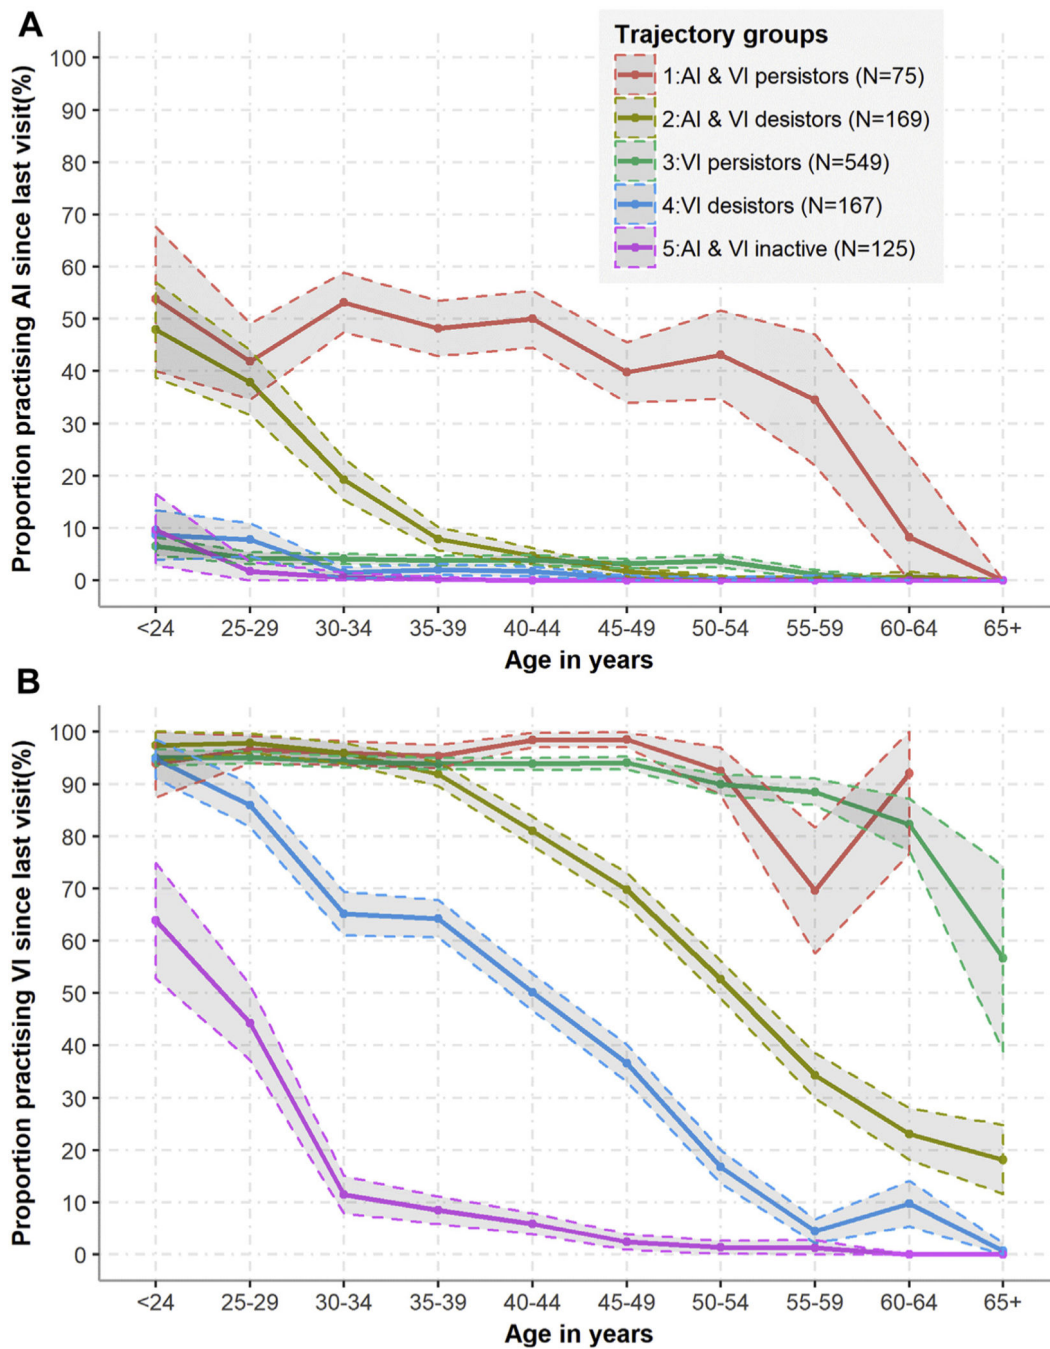 A
Proportion practising AI since last visit(%)
100
90
80
70
60
50
40
30
20
10
0
Trajectory groups
1:AI & VI persistors (N=75)
2:AI & VI desistors (N=169)
3:VI persistors (N=549)
4:VI desistors (N=167)
5:AI & VI inactive (N=125)
<24 25-29 30-34 35-39 40-44 45-49 50-54 55-59 60-64 65+
Age in years
B
Proportion practising VI since last visit(%)
100
90
80
70
60
50
40
30
20
10
0
<24 25-29 30-34 35-39 40-44 45-49 50-54 55-59 60-64 65+
Age in years